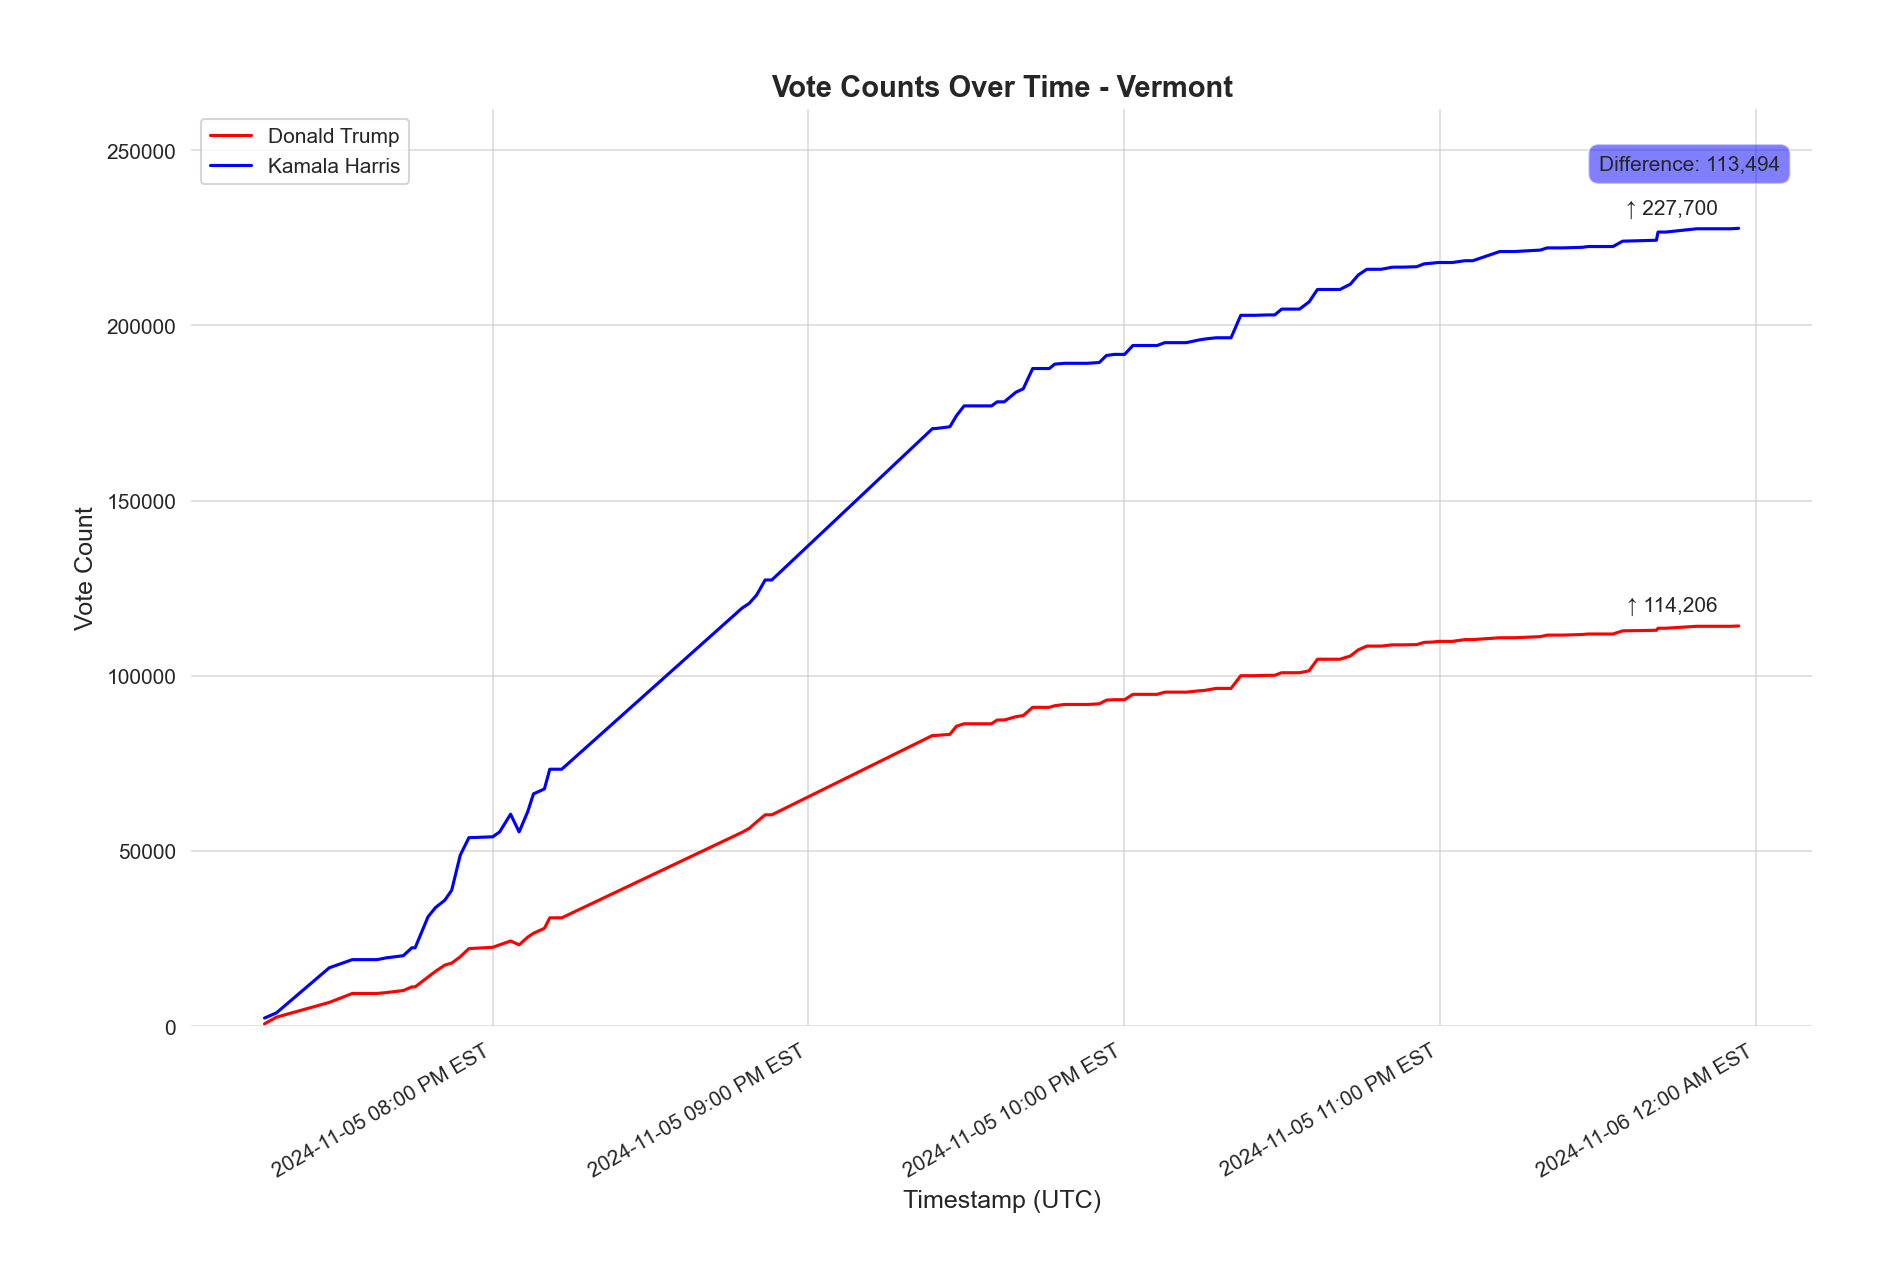 Vote Counts Over Time - Vermont
Donald Trump
Kamala Harris
Difference: 113,494
↑ 227,700
↑ 114,206
Vote Count
250000
200000
150000
100000
50000
0
2024-11-05 08:00 PM EST
2024-11-05 09:00 PM EST
2024-11-05 10:00 PM EST
2024-11-05 11:00 PM EST
2024-11-06 12:00 AM EST
Timestamp (UTC)